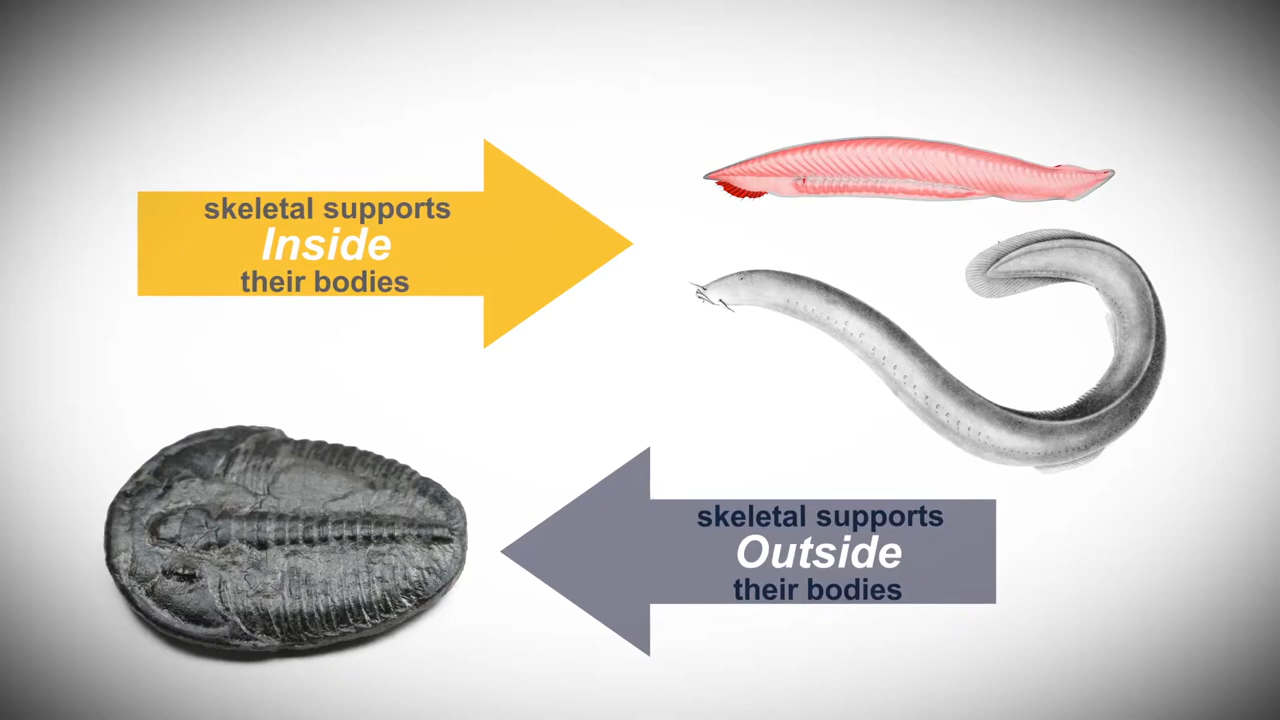 skeletal supports
Inside
their bodies
skeletal supports
Outside
their bodies